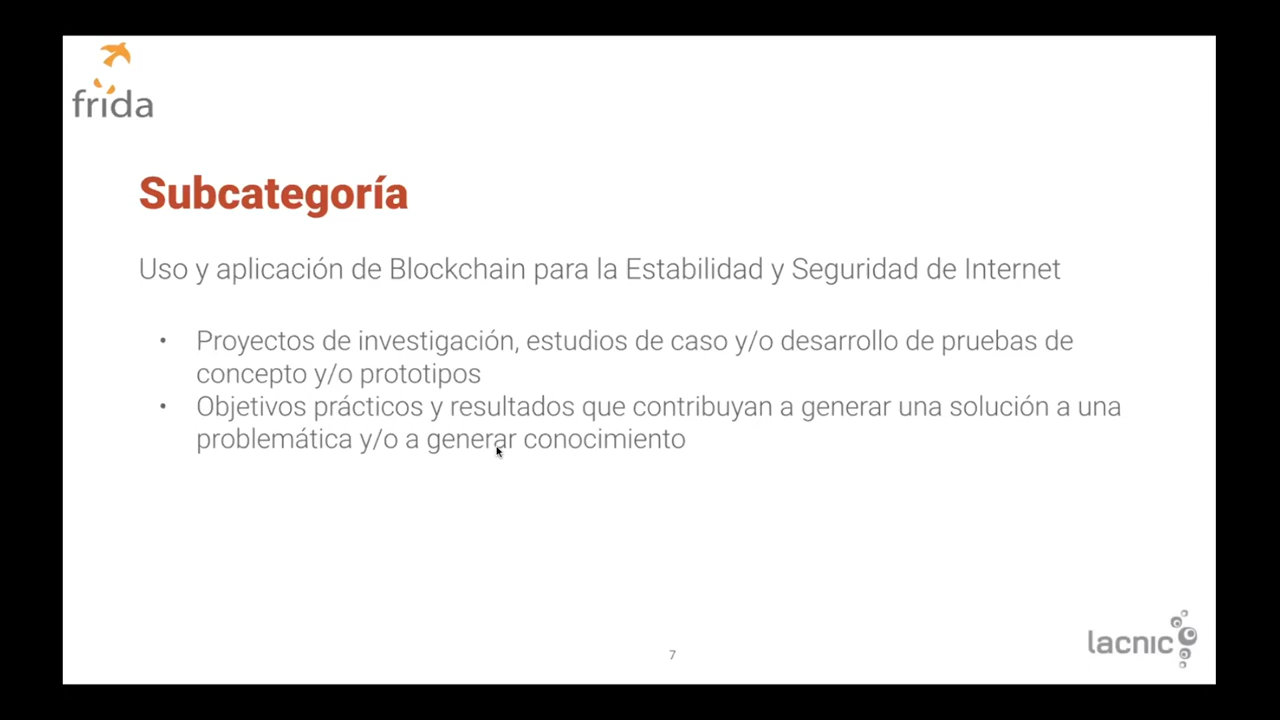 frida
Subcategoría
Uso y aplicación de Blockchain para la Estabilidad y Seguridad de Internet
• Proyectos de investigación, estudios de caso y/o desarrollo de pruebas de
concepto y/o prototipos
• Objetivos prácticos y resultados que contribuyan a generar una solución a una
problemática y/o a generar conocimiento
lacnic
7